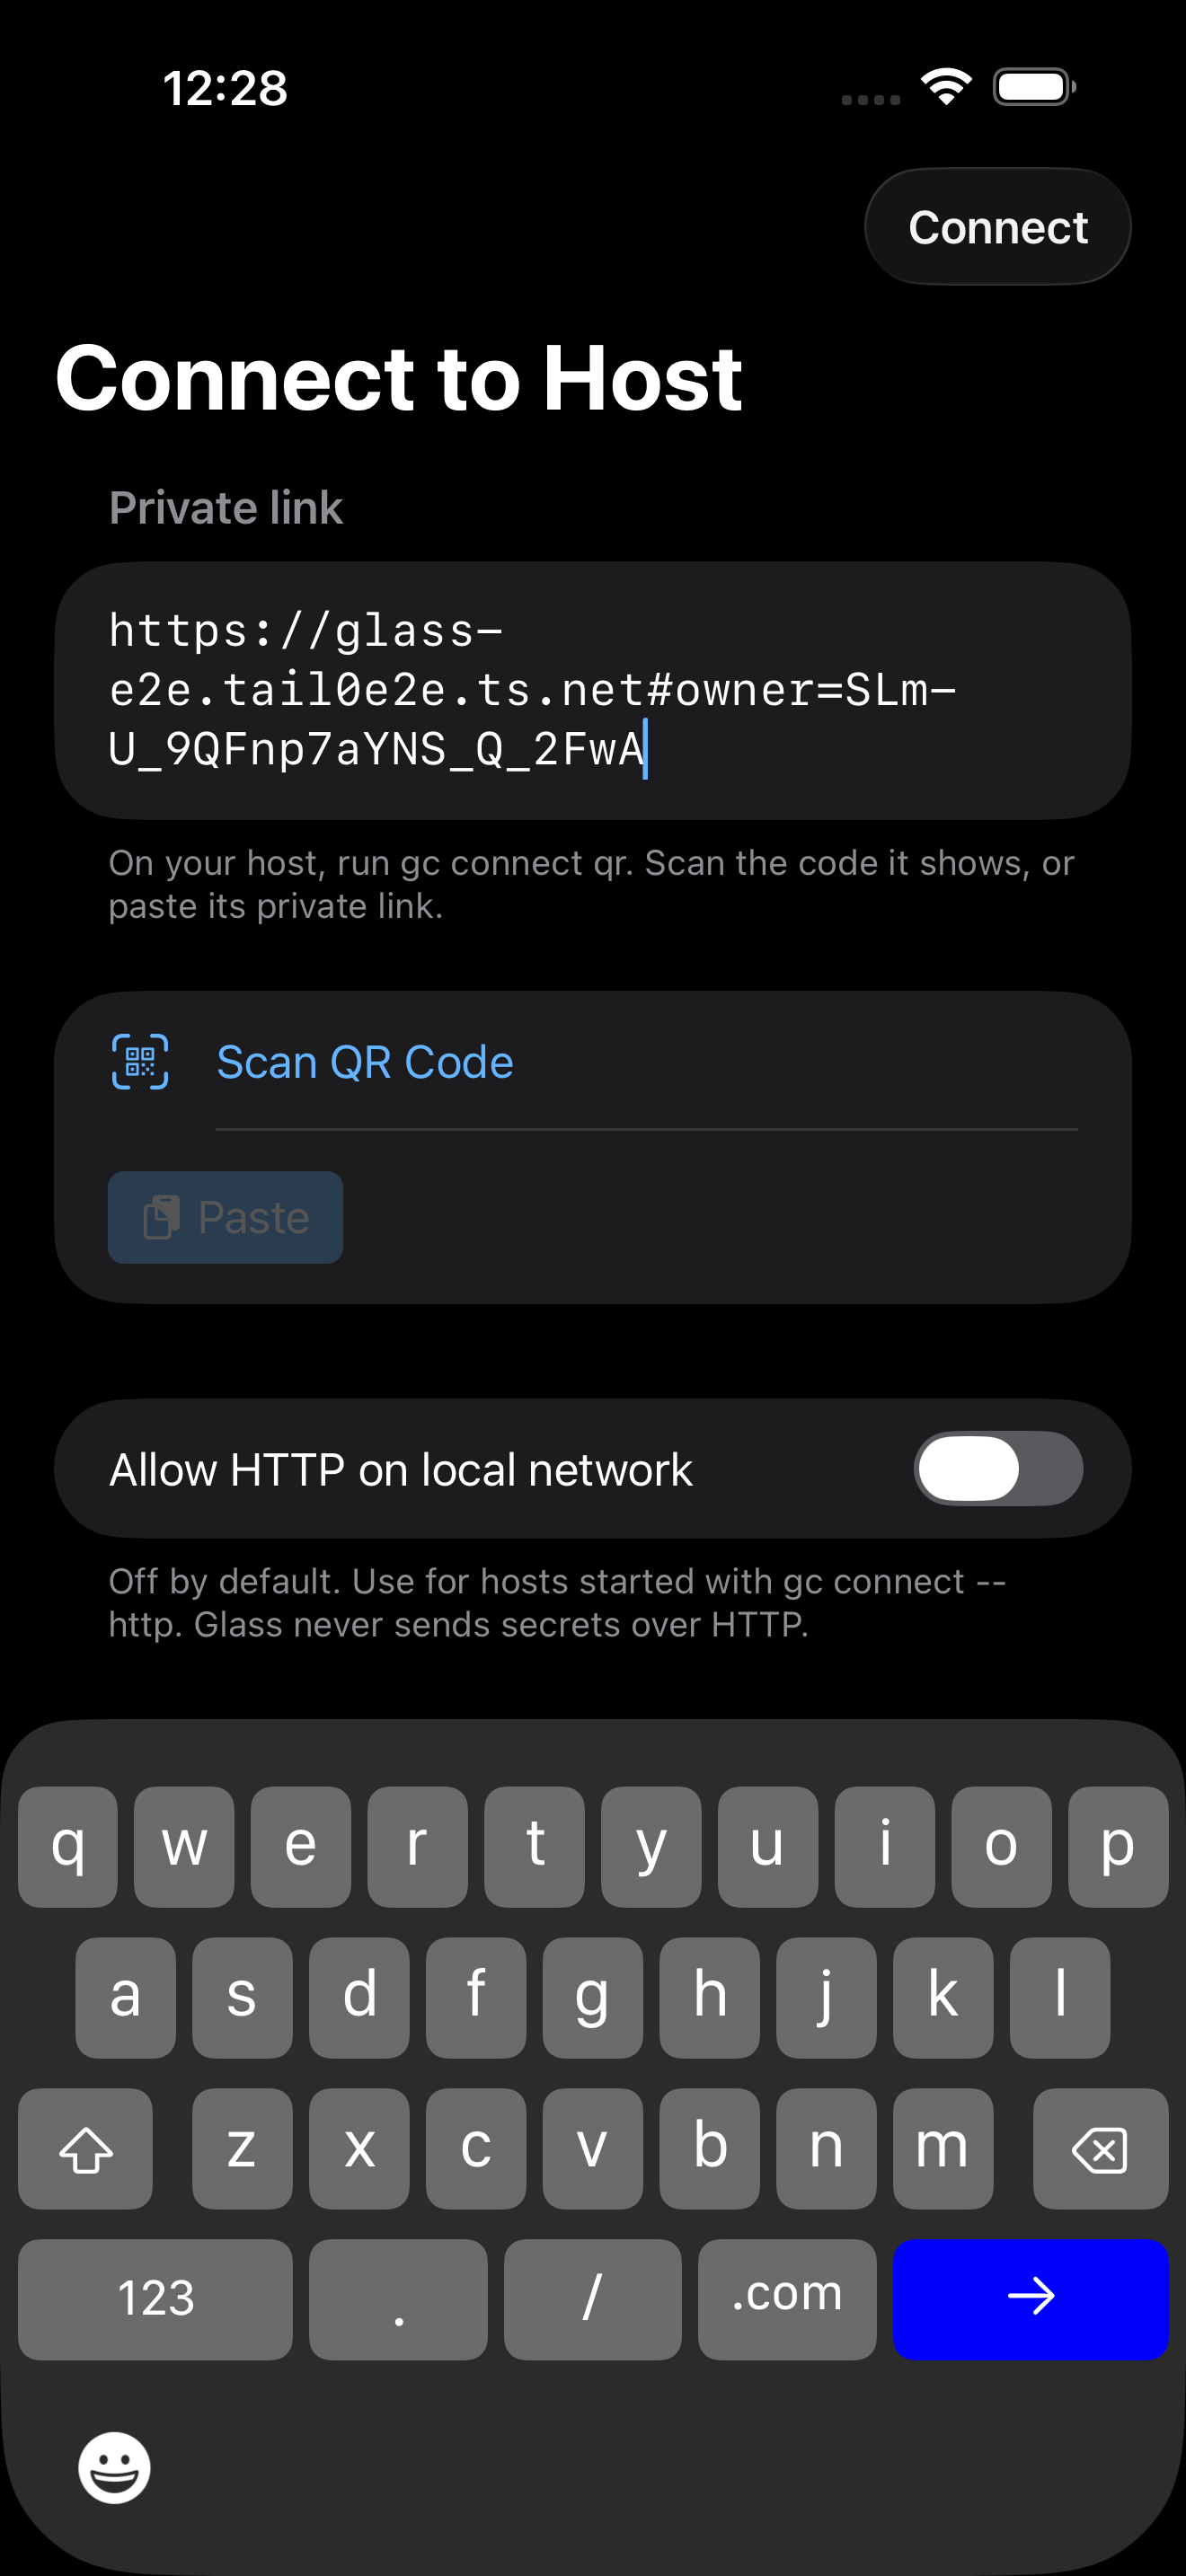 12:28
Connect
Connect to Host
Private link
https://glass-
e2e.tail0e2e.ts.net#owner=SLm-
U_9QFnp7aYNS_Q_2FwA
On your host, run gc connect qr. Scan the code it shows, or
paste its private link.
Scan QR Code
Paste
Allow HTTP on local network
Off by default. Use for hosts started with gc connect --
http. Glass never sends secrets over HTTP.
q w e r t y u i o p
a s d f g h j k l
z x c v b n m
123 . / .com